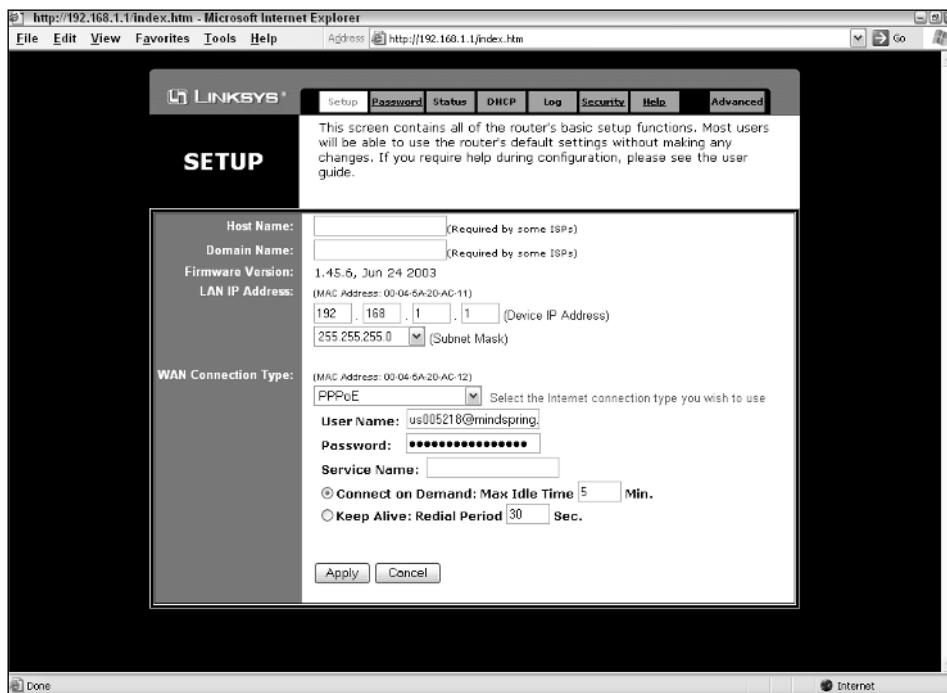 http://192.168.1.1/index.htm - Microsoft Internet Explorer
File Edit View Favorites Tools Help Address http://192.168.1.1/index.htm Go
LINKSYS®
Setup Password Status DHCP Log Security Help Advanced
SETUP
This screen contains all of the router's basic setup functions. Most users
will be able to use the router's default settings without making any
changes. If you require help during configuration, please see the user
guide.
Host Name: (Required by some ISPs)
Domain Name: (Required by some ISPs)
Firmware Version: 1.45.6, Jun 24 2003
LAN IP Address: (MAC Address: 00-04-5A-20-AC-11)
192 . 168 . 1 . 1 (Device IP Address)
255.255.255.0 (Subnet Mask)
WAN Connection Type: (MAC Address: 00-04-5A-20-AC-12)
PPPoE Select the Internet connection type you wish to use
User Name: us005218@mindspring.
Password: ••••••••••••••••
Service Name:
Connect on Demand: Max Idle Time 5 Min.
Keep Alive: Redial Period 30 Sec.
Apply Cancel
Done Internet